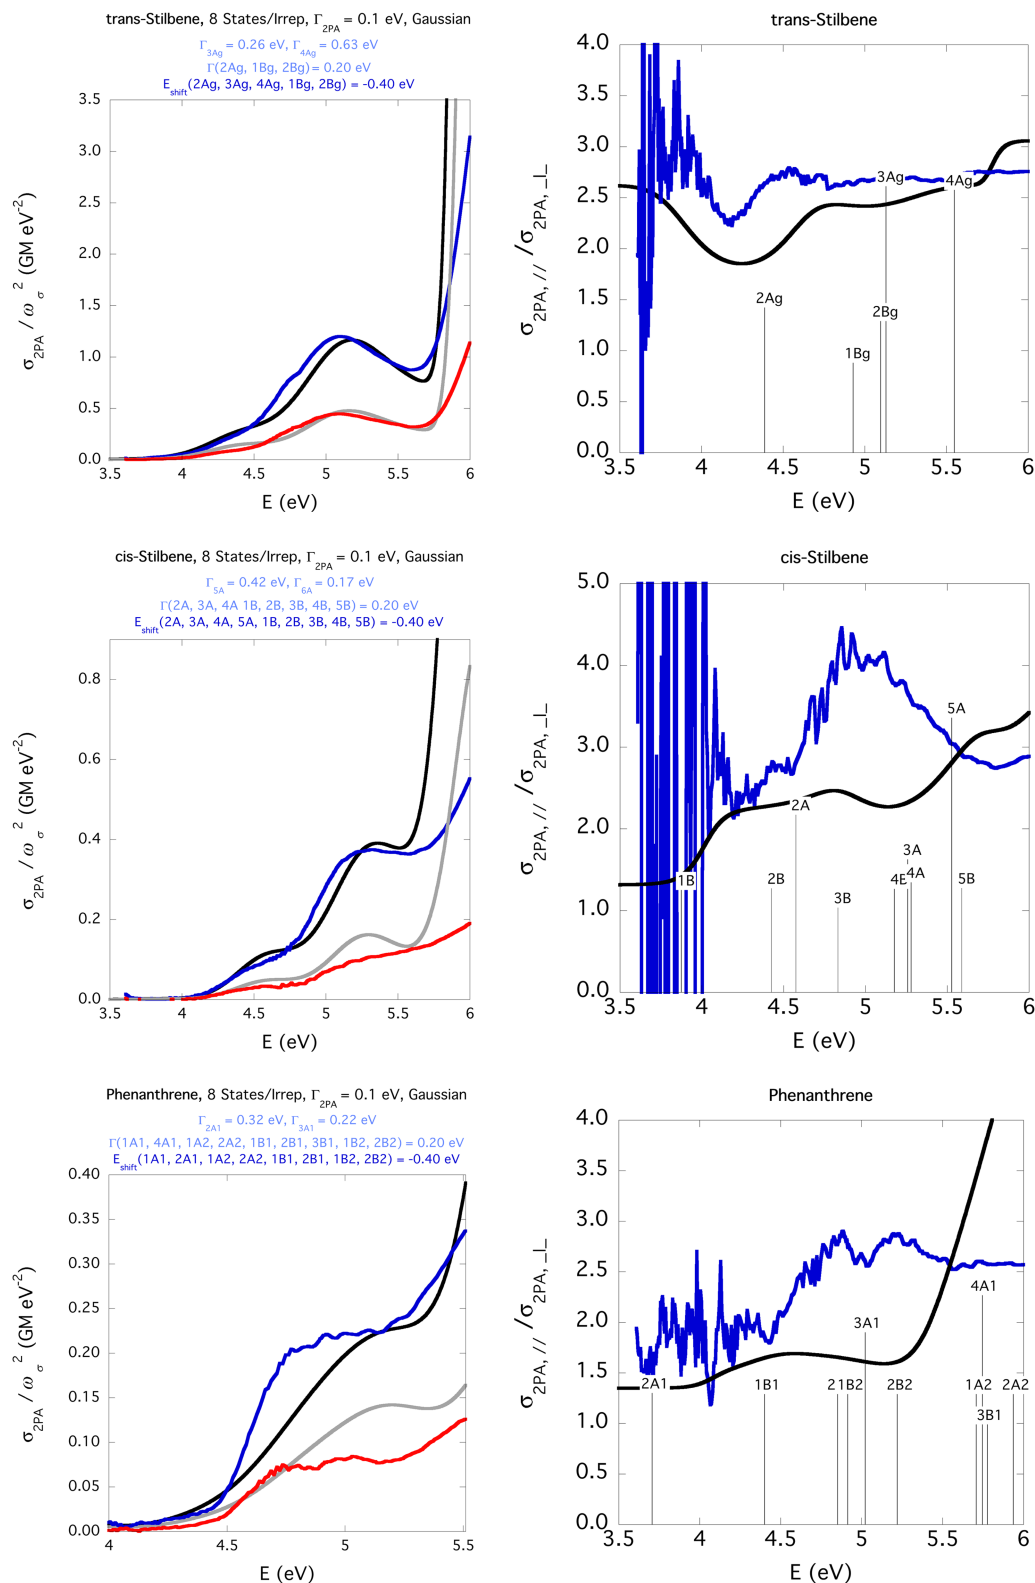 trans-Stilbene, 8 States/Irrep, Γ2PA = 0.1 eV, Gaussian
Γ3Ag = 0.26 eV, Γ4Ag = 0.63 eV
Γ(2Ag, 1Bg, 2Bg) = 0.20 eV
Eshift(2Ag, 3Ag, 4Ag, 1Bg, 2Bg) = -0.40 eV
3.5
3.0
2.5
2.0
1.5
1.0
0.5
0.0
σ2PA / ωσ² (GM eV⁻²)
3.5 4 4.5 5 5.5 6
E (eV)
trans-Stilbene
4.0
3.5
3.0
2.5
2.0
1.5
1.0
0.5
0.0
σ2PA, // /σ2PA, _I_
3Ag
4Ag
2Ag
2Bg
1Bg
3.5 4 4.5 5 5.5 6
E (eV)
cis-Stilbene, 8 States/Irrep, Γ2PA = 0.1 eV, Gaussian
Γ5A = 0.42 eV, Γ6A = 0.17 eV
Γ(2A, 3A, 4A 1B, 2B, 3B, 4B, 5B) = 0.20 eV
Eshift(2A, 3A, 4A, 5A, 1B, 2B, 3B, 4B, 5B) = -0.40 eV
0.8
0.6
0.4
0.2
0.0
σ2PA / ωσ² (GM eV⁻²)
3.5 4 4.5 5 5.5 6
E (eV)
cis-Stilbene
5.0
4.0
3.0
2.0
1.0
0.0
σ2PA, // /σ2PA, _I_
5A
2A
3A
1B 2B 4A 5B
3B
3.5 4 4.5 5 5.5 6
E (eV)
Phenanthrene, 8 States/Irrep, Γ2PA = 0.1 eV, Gaussian
Γ2A1 = 0.32 eV, Γ3A1 = 0.22 eV
Γ(1A1, 4A1, 1A2, 2A2, 1B1, 2B1, 3B1, 1B2, 2B2) = 0.20 eV
Eshift(1A1, 2A1, 1A2, 2A2, 1B1, 2B1, 1B2, 2B2) = -0.40 eV
0.40
0.35
0.30
0.25
0.20
0.15
0.10
0.05
0.00
σ2PA / ωσ² (GM eV⁻²)
4 4.5 5 5.5
E (eV)
Phenanthrene
4.0
3.5
3.0
2.5
2.0
1.5
1.0
0.5
0.0
σ2PA, // /σ2PA, _I_
4A1
3A1
2A1 1B1 2 1B2 2B2 1A2 2A2
3B1
3.5 4 4.5 5 5.5 6
E (eV)